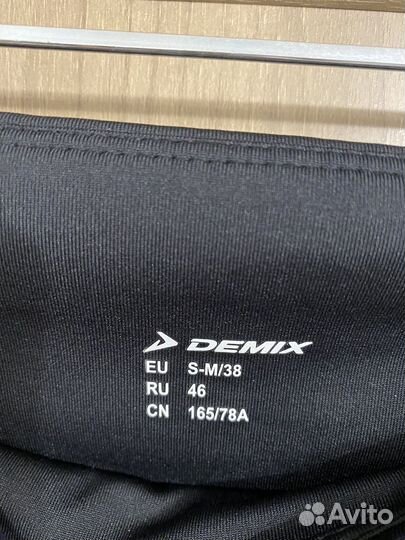 DEMIX
EU S-M/38
RU 46
CN 165/78A
Avito